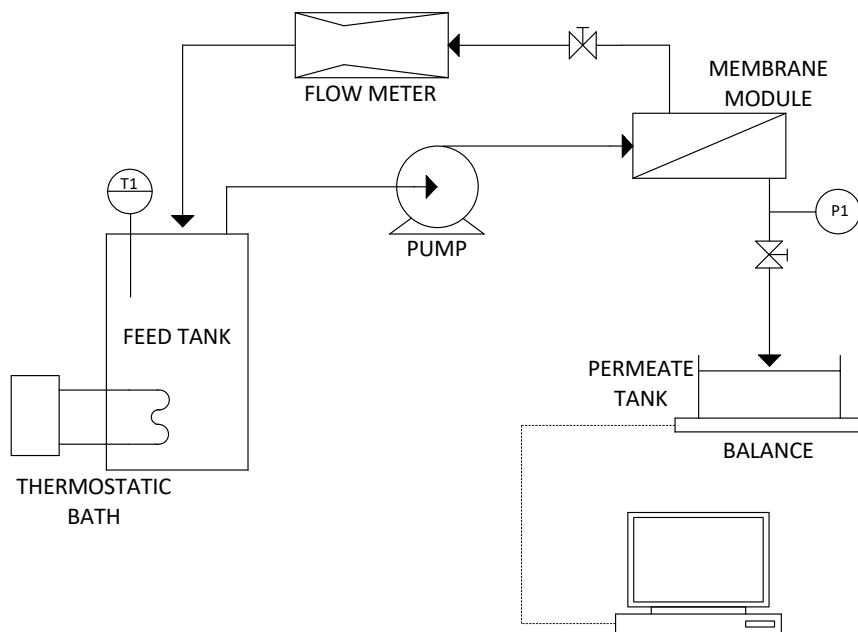 FLOW METER
MEMBRANE
MODULE
T1
PUMP
P1
FEED TANK
PERMEATE
TANK
BALANCE
THERMOSTATIC
BATH